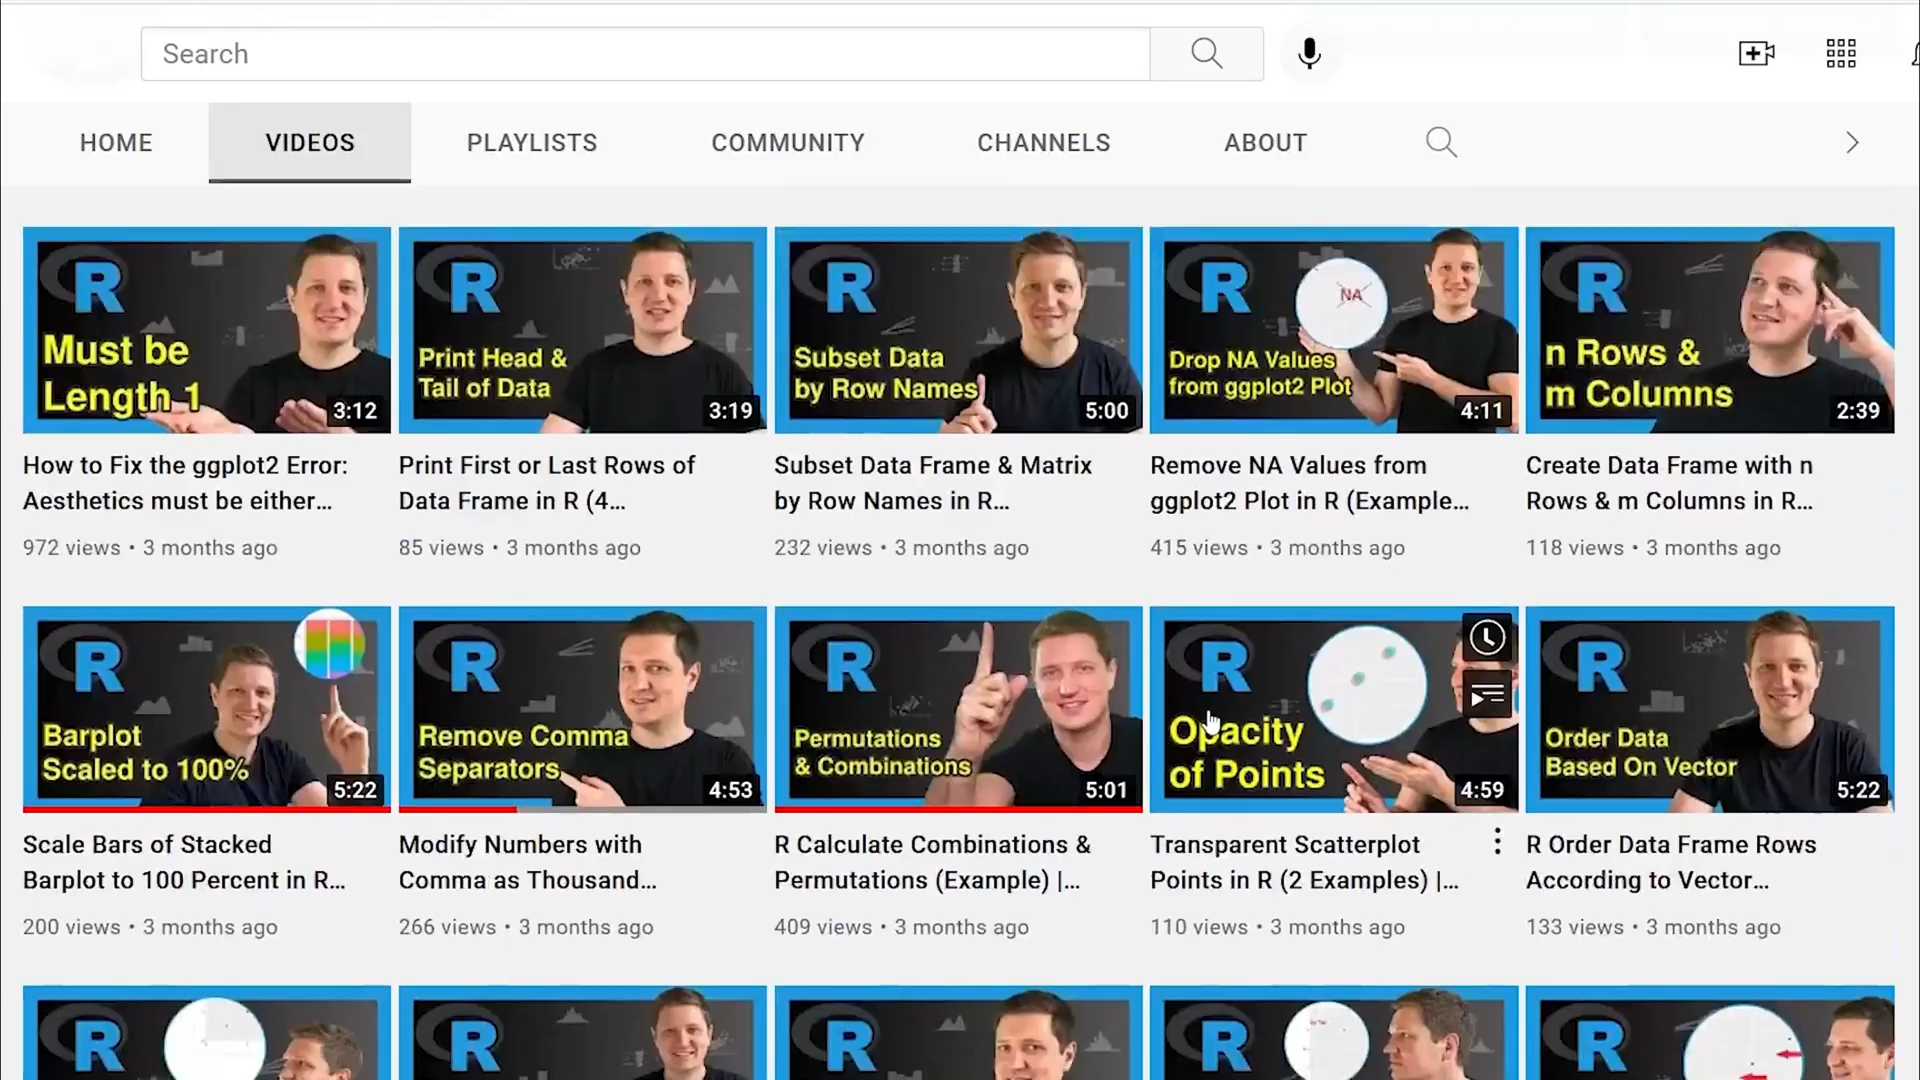 Search
HOME
VIDEOS
PLAYLISTS
COMMUNITY
CHANNELS
ABOUT
R
Must be
Length 1
3:12
R
Print Head &
Tail of Data
3:19
R
Subset Data
by Row Names
5:00
R
NA
Drop NA Values
from ggplot2 Plot
4:11
R
n Rows &
m Columns
2:39
How to Fix the ggplot2 Error:
Aesthetics must be either...
972 views • 3 months ago
Print First or Last Rows of
Data Frame in R (4...
85 views • 3 months ago
Subset Data Frame & Matrix
by Row Names in R...
232 views • 3 months ago
Remove NA Values from
ggplot2 Plot in R (Example...
415 views • 3 months ago
Create Data Frame with n
Rows & m Columns in R...
118 views • 3 months ago
R
Barplot
Scaled to 100%
5:22
R
Remove Comma
Separators
4:53
R
Permutations
& Combinations
5:01
R
Opacity
of Points
4:59
R
Order Data
Based On Vector
5:22
Scale Bars of Stacked
Barplot to 100 Percent in R...
200 views • 3 months ago
Modify Numbers with
Comma as Thousand...
266 views • 3 months ago
R Calculate Combinations &
Permutations (Example) |...
409 views • 3 months ago
Transparent Scatterplot
Points in R (2 Examples) |...
110 views • 3 months ago
R Order Data Frame Rows
According to Vector...
133 views • 3 months ago
R
R
R
R
R